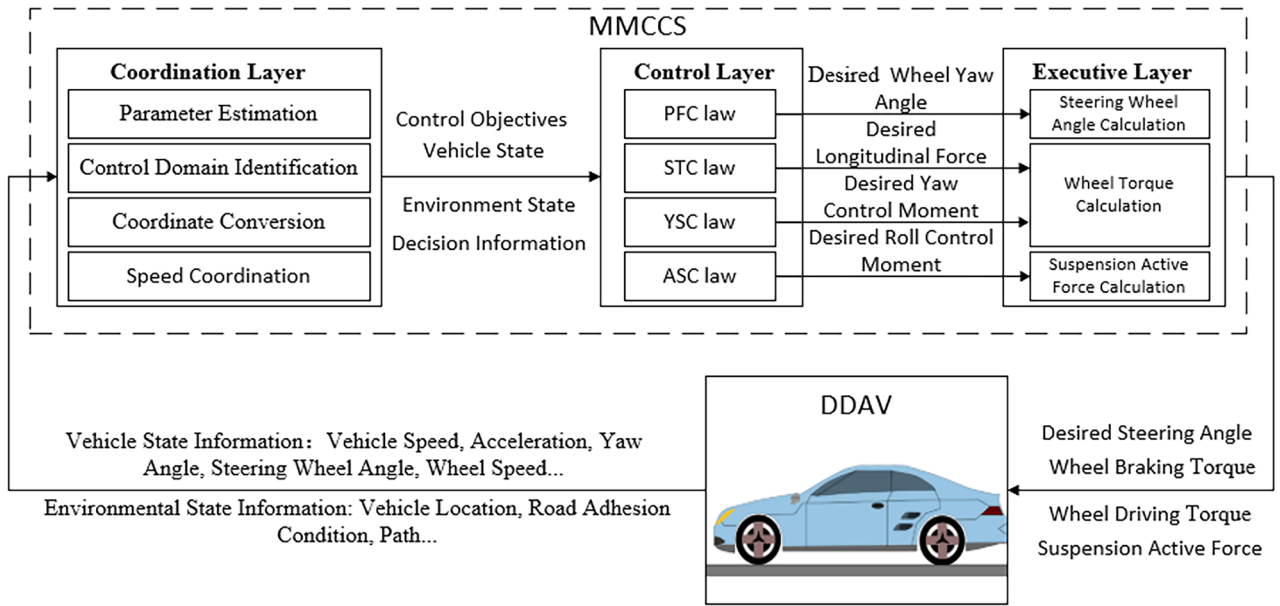 MMCCS
Coordination Layer
Parameter Estimation
Control Domain Identification
Coordinate Conversion
Speed Coordination
Control Objectives
Vehicle State
Environment State
Decision Information
Control Layer
PFC law
STC law
YSC law
ASC law
Desired Wheel Yaw
Angle
Desired
Longitudinal Force
Desired Yaw
Control Moment
Desired Roll Control
Moment
Executive Layer
Steering Wheel
Angle Calculation
Wheel Torque
Calculation
Suspension Active
Force Calculation
DDAV
Desired Steering Angle
Wheel Braking Torque
Wheel Driving Torque
Suspension Active Force
Vehicle State Information：Vehicle Speed, Acceleration, Yaw
Angle, Steering Wheel Angle, Wheel Speed...
Environmental State Information: Vehicle Location, Road Adhesion
Condition, Path...